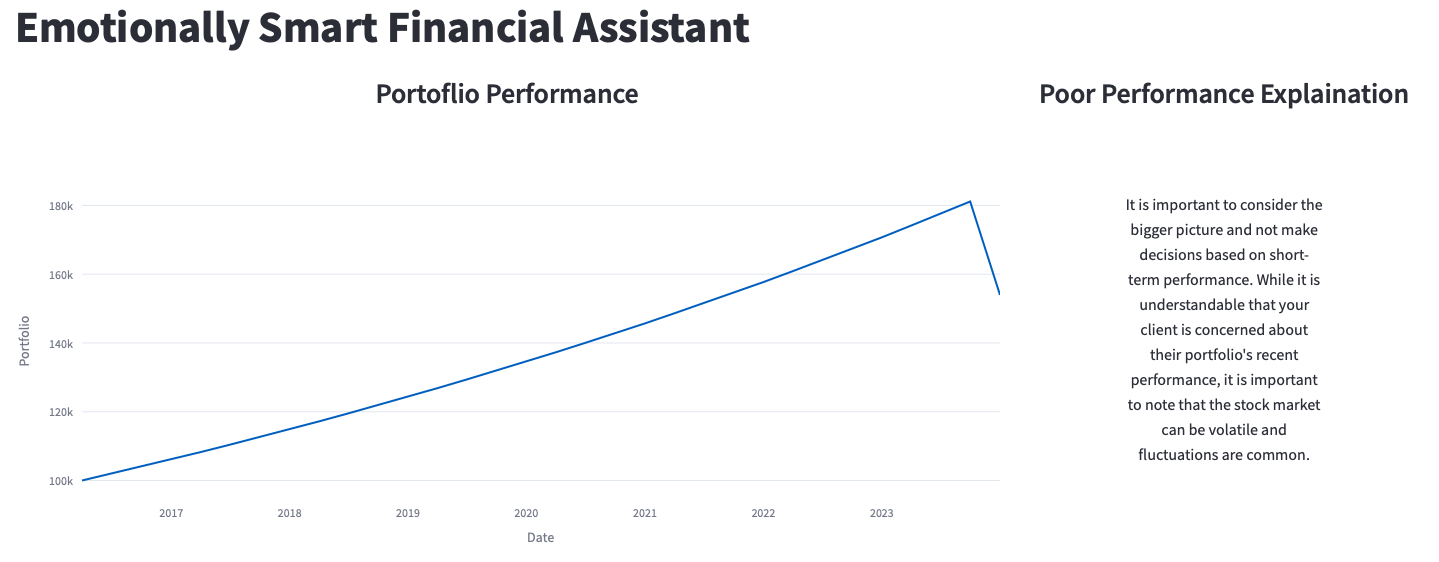 Emotionally Smart Financial Assistant
Portoflio Performance
Poor Performance Explaination
180k
160k
140k
120k
100k
Portfolio
2017
2018
2019
2020
2021
2022
2023
Date
It is important to consider the
bigger picture and not make
decisions based on short-
term performance. While it is
understandable that your
client is concerned about
their portfolio's recent
performance, it is important
to note that the stock market
can be volatile and
fluctuations are common.